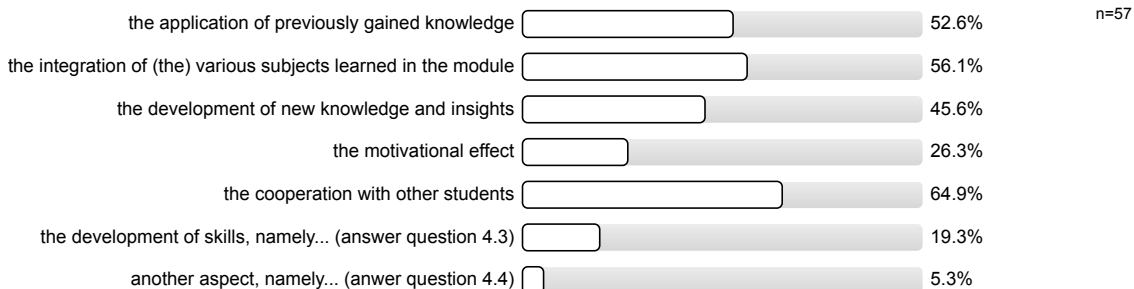 the application of previously gained knowledge 52.6% n=57
the integration of (the) various subjects learned in the module 56.1%
the development of new knowledge and insights 45.6%
the motivational effect 26.3%
the cooperation with other students 64.9%
the development of skills, namely... (answer question 4.3) 19.3%
another aspect, namely... (anwer question 4.4) 5.3%